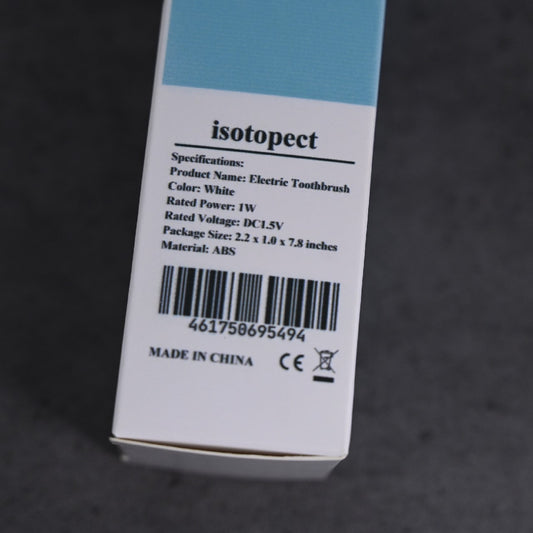 isotopect
Specifications:
Product Name: Electric Toothbrush
Color: White
Rated Power: 1W
Rated Voltage: DC1.5V
Package Size: 2.2 x 1.0 x 7.8 inches
Material: ABS
461750695494
MADE IN CHINA CE